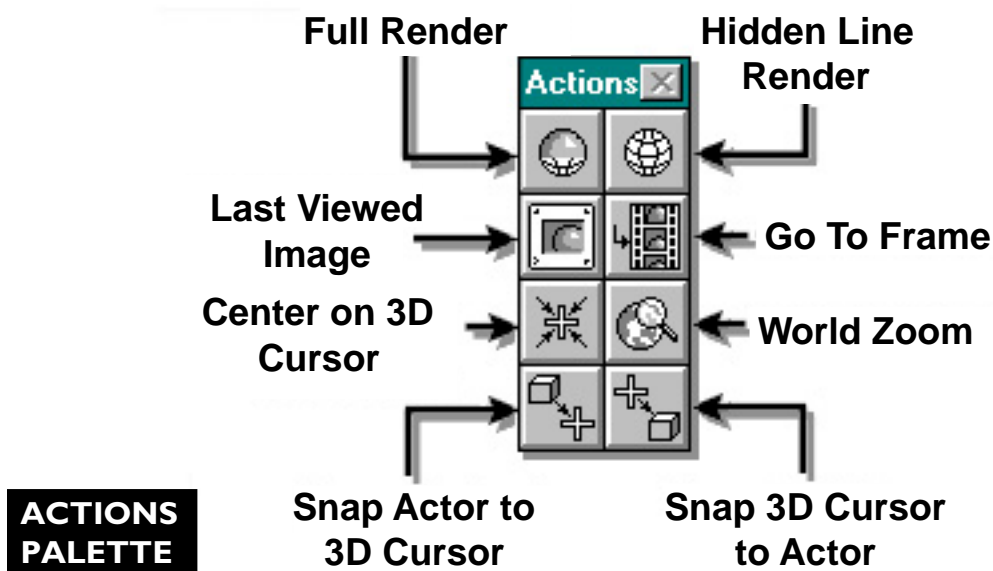 Full Render
Hidden Line
Render
Actions
Last Viewed
Image
Go To Frame
Center on 3D
Cursor
World Zoom
Snap Actor to
3D Cursor
Snap 3D Cursor
to Actor
ACTIONS
PALETTE